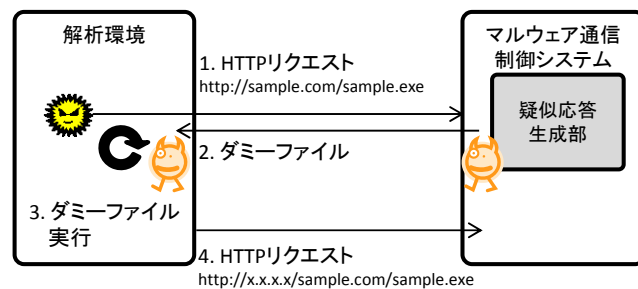 解析環境
マルウェア通信
制御システム
1. HTTPリクエスト
http://sample.com/sample.exe
疑似応答
生成部
2. ダミーファイル
3. ダミーファイル
実行
4. HTTPリクエスト
http://x.x.x.x/sample.com/sample.exe